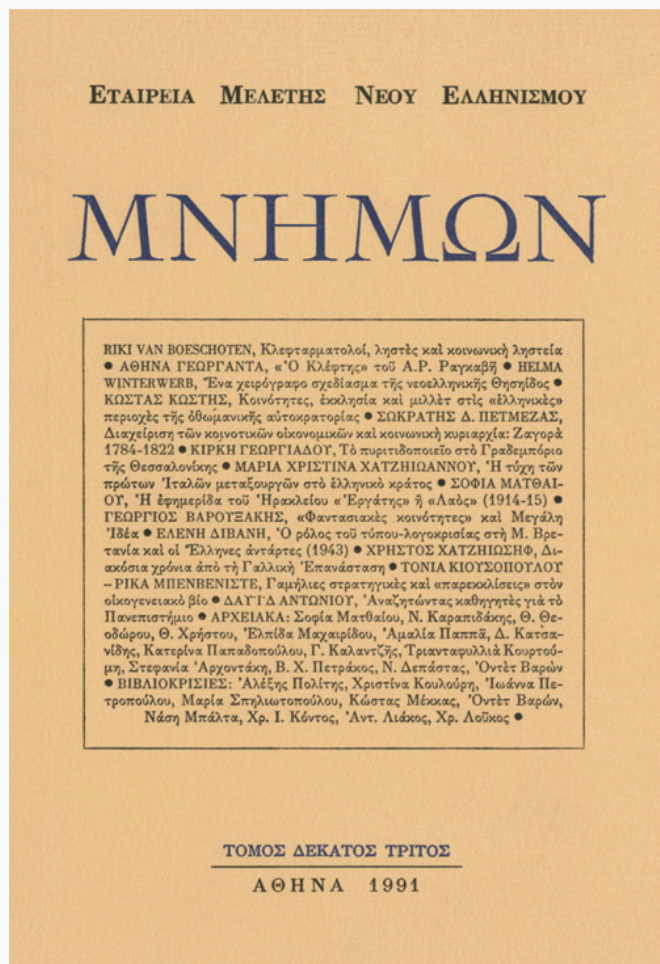 ΕΤΑΙΡΕΙΑ ΜΕΛΕΤΗΣ ΝΕΟΥ ΕΛΛΗΝΙΣΜΟΥ
ΜΝΗΜΩΝ
RIKI VAN BOESCHOTEN, Κλεφταρματολοί, ληστὲς καὶ κοινωνικὴ ληστεία
● ΑΘΗΝΑ ΓΕΩΡΓΑΝΤΑ, «Ὁ Κλέφτης» τοῦ Α.Ρ. Ραγκαβῆ ● HELMA
WINTERWERB, Ἕνα χειρόγραφο σχεδίασμα τῆς νεοελληνικῆς Θησηίδος ●
ΚΩΣΤΑΣ ΚΩΣΤΗΣ, Κοινότητες, ἐκκλησία καὶ μιλλὲτ στὶς «ἑλληνικὲς»
περιοχὲς τῆς ὀθωμανικῆς αὐτοκρατορίας ● ΣΩΚΡΑΤΗΣ Δ. ΠΕΤΜΕΖΑΣ,
Διαχείριση τῶν κοινοτικῶν οἰκονομικῶν καὶ κοινωνικὴ κυριαρχία: Ζαγορὰ
1784-1822 ● ΚΙΡΚΗ ΓΕΩΡΓΙΑΔΟΥ, Τὸ πυριτιδοποιεῖο στὸ Γραδεμπόριο
τῆς Θεσσαλονίκης ● ΜΑΡΙΑ ΧΡΙΣΤΙΝΑ ΧΑΤΖΗΙΩΑΝΝΟΥ, Ἡ τύχη τῶν
πρώτων Ἰταλῶν μεταξουργῶν στὸ ἑλληνικὸ κράτος ● ΣΟΦΙΑ ΜΑΤΘΑΙ-
ΟΥ, Ἡ ἐφημερίδα τοῦ Ἡρακλείου «Ἐργάτης» ἢ «Λαὸς» (1914-15) ●
ΓΕΩΡΓΙΟΣ ΒΑΡΟΥΞΑΚΗΣ, «Φαντασιακὲς κοινότητες» καὶ Μεγάλη
Ἰδέα ● ΕΛΕΝΗ ΔΙΒΑΝΗ, Ὁ ρόλος τοῦ τύπου-λογοκρισίας στὴ Μ. Βρε-
τανία καὶ οἱ Ἕλληνες ἀντάρτες (1943) ● ΧΡΗΣΤΟΣ ΧΑΤΖΗΙΩΣΗΦ, Δι-
ακόσια χρόνια ἀπὸ τὴ Γαλλικὴ Ἐπανάσταση ● ΤΟΝΙΑ ΚΙΟΥΣΟΠΟΥΛΟΥ
– ΡΙΚΑ ΜΠΕΝΒΕΝΙΣΤΕ, Γαμήλιες στρατηγικὲς καὶ «παρεκκλίσεις» στὸν
οἰκογενειακὸ βίο ● ΔΑΥΪΔ ΑΝΤΩΝΙΟΥ, Ἀναζητώντας καθηγητὲς γιὰ τὸ
Πανεπιστήμιο ● ΑΡΧΕΙΑΚΑ: Σοφία Ματθαίου, Ν. Καραπιδάκης, Θ. Θε-
οδώρου, Θ. Χρήστου, Ἐλπίδα Μαχαιρίδου, Ἀμαλία Παππᾶ, Δ. Κατσα-
νίδης, Κατερίνα Παπαδοπούλου, Γ. Καλαντζῆς, Τριανταφυλλιὰ Κουρτού-
μη, Στεφανία Ἀρχοντάκη, Β. Χ. Πετράκος, Ν. Δεπάστας, Ὀντὲτ Βαρὼν
● ΒΙΒΛΙΟΚΡΙΣΙΕΣ: Ἀλέξης Πολίτης, Χριστίνα Κουλούρη, Ἰωάννα Πε-
τροπούλου, Μαρία Σπηλιωτοπούλου, Κώστας Μέκκας, Ὀντὲτ Βαρών,
Νάση Μπάλτα, Χρ. Ι. Κόντος, Ἀντ. Λιάκος, Χρ. Λοῦκος ●
ΤΟΜΟΣ ΔΕΚΑΤΟΣ ΤΡΙΤΟΣ
ΑΘΗΝΑ 1991